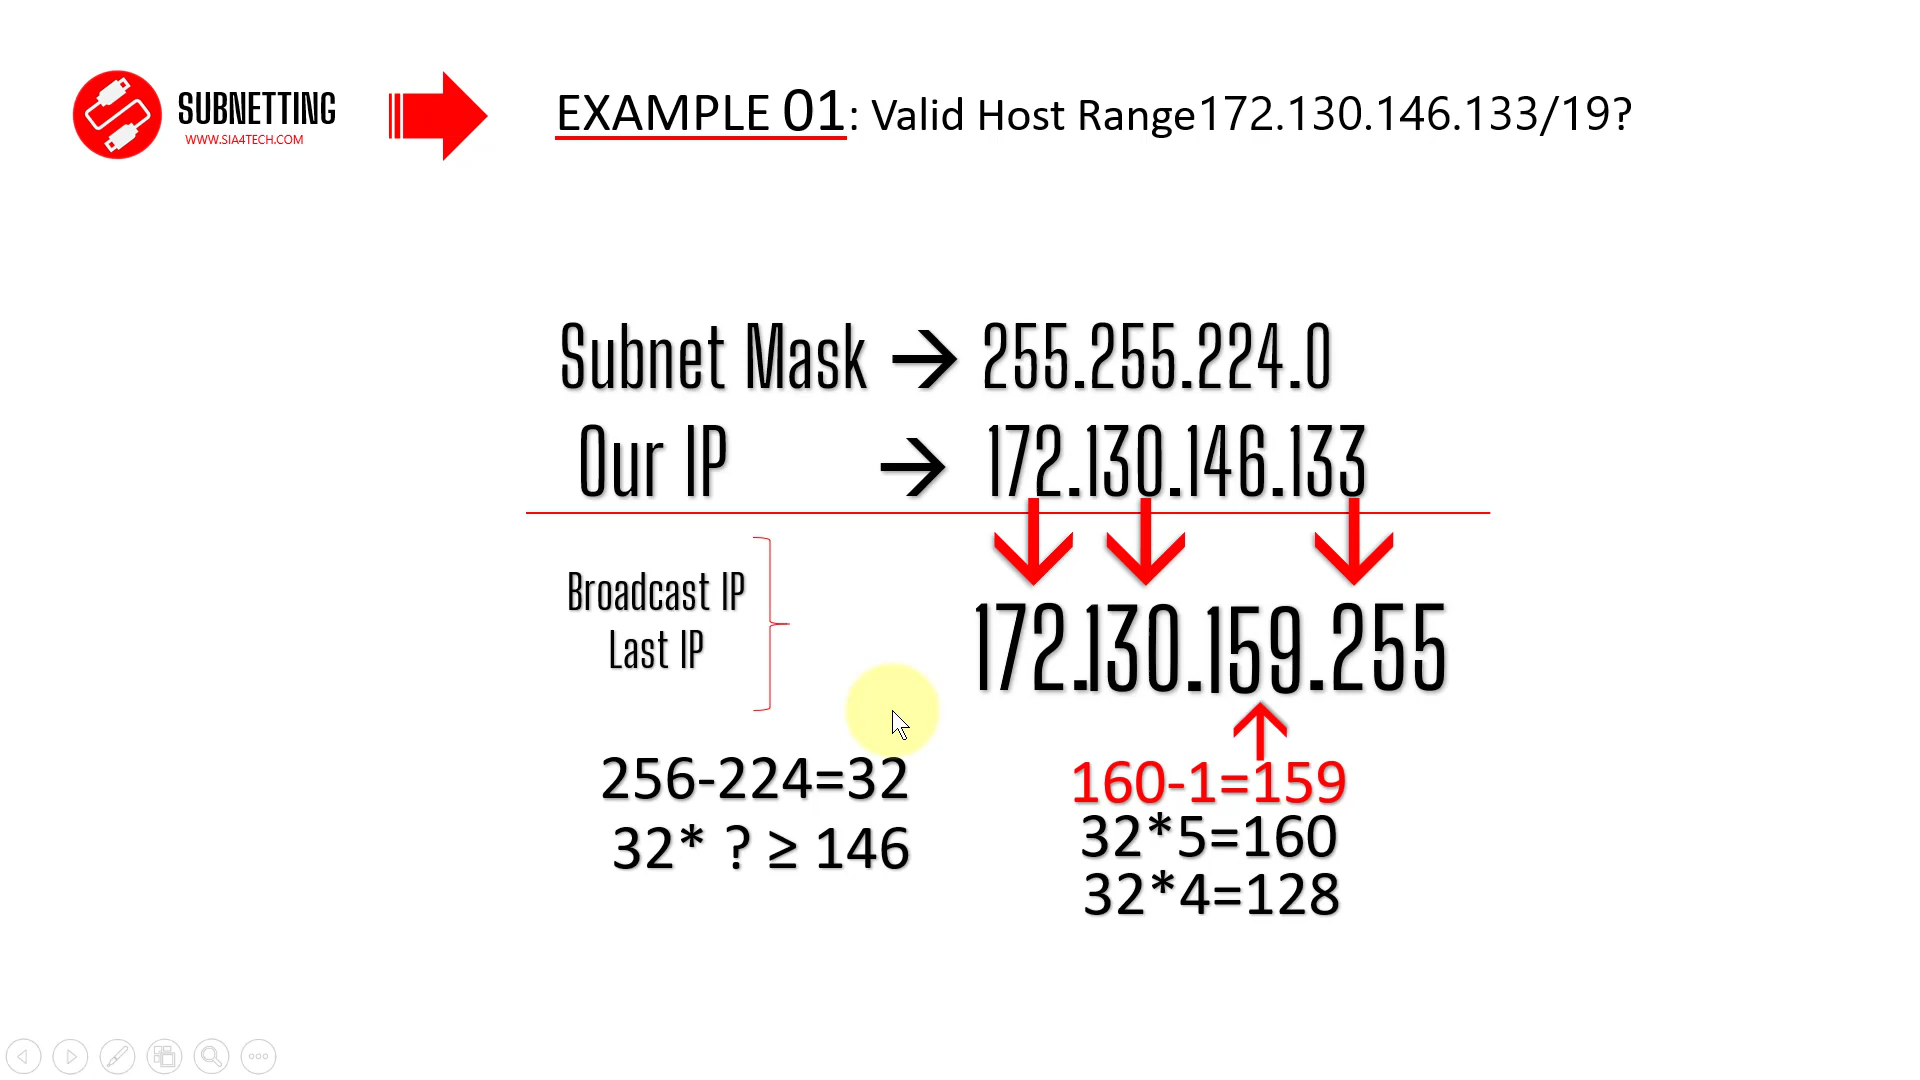 SUBNETTING
WWW.SIA4TECH.COM
EXAMPLE 01: Valid Host Range172.130.146.133/19?
Subnet Mask → 255.255.224.0
Our IP → 172.130.146.133
Broadcast IP
Last IP
172.130.159.255
256-224=32
32* ? ≥ 146
160-1=159
32*5=160
32*4=128